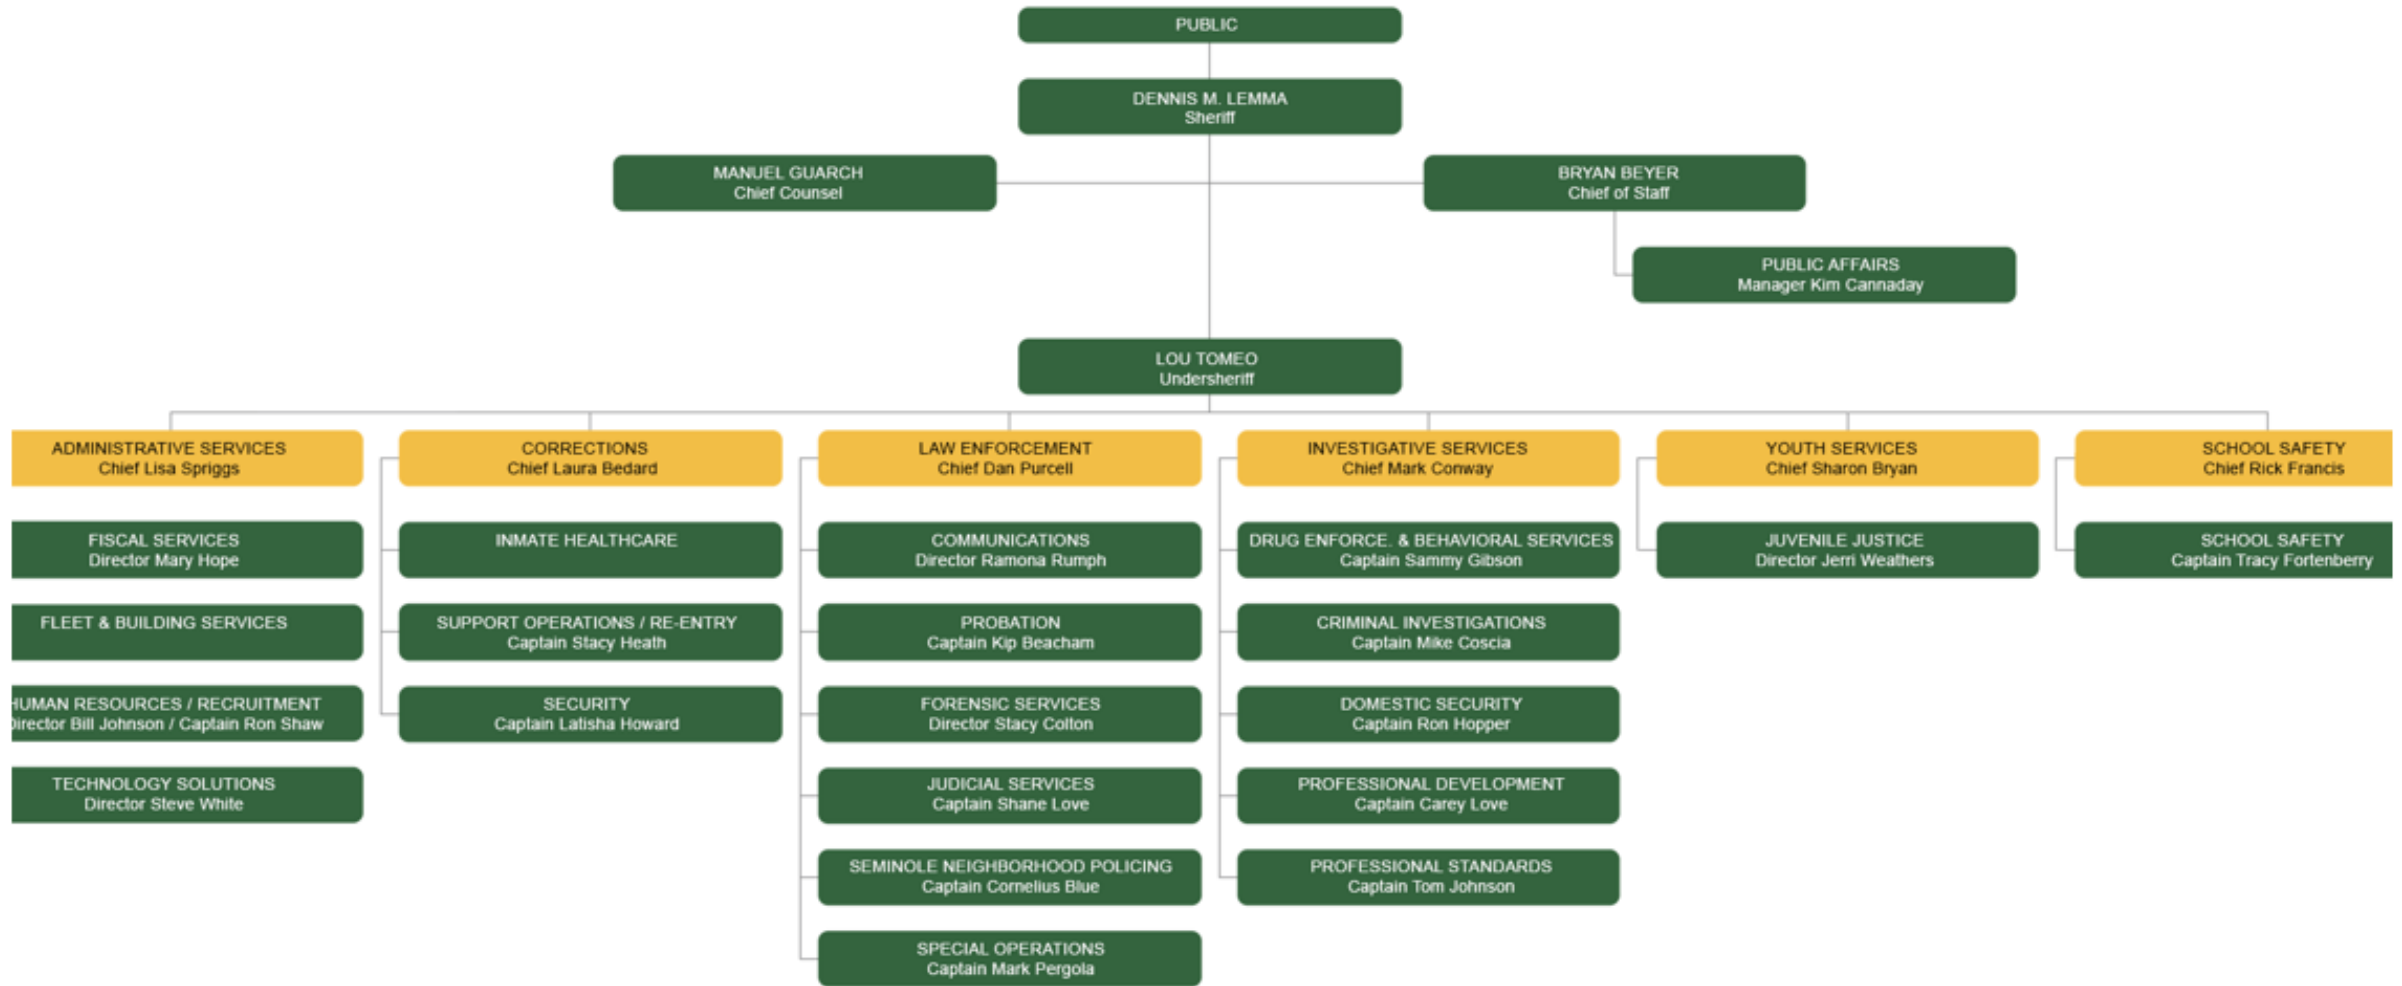 PUBLIC
DENNIS M. LEMMA
Sheriff
MANUEL GUARCH
Chief Counsel
BRYAN BEYER
Chief of Staff
PUBLIC AFFAIRS
Manager Kim Cannaday
LOU TOMEO
Undersheriff
ADMINISTRATIVE SERVICES
Chief Lisa Spriggs
FISCAL SERVICES
Director Mary Hope
FLEET & BUILDING SERVICES
HUMAN RESOURCES / RECRUITMENT
Director Bill Johnson / Captain Ron Shaw
TECHNOLOGY SOLUTIONS
Director Steve White
CORRECTIONS
Chief Laura Bedard
INMATE HEALTHCARE
SUPPORT OPERATIONS / RE-ENTRY
Captain Stacy Heath
SECURITY
Captain Latisha Howard
LAW ENFORCEMENT
Chief Dan Purcell
COMMUNICATIONS
Director Ramona Rumph
PROBATION
Captain Kip Beacham
FORENSIC SERVICES
Director Stacy Colton
JUDICIAL SERVICES
Captain Shane Love
SEMINOLE NEIGHBORHOOD POLICING
Captain Cornelius Blue
SPECIAL OPERATIONS
Captain Mark Pergola
INVESTIGATIVE SERVICES
Chief Mark Conway
DRUG ENFORCE. & BEHAVIORAL SERVICES
Captain Sammy Gibson
CRIMINAL INVESTIGATIONS
Captain Mike Coscia
DOMESTIC SECURITY
Captain Ron Hopper
PROFESSIONAL DEVELOPMENT
Captain Carey Love
PROFESSIONAL STANDARDS
Captain Tom Johnson
YOUTH SERVICES
Chief Sharon Bryan
JUVENILE JUSTICE
Director Jerri Weathers
SCHOOL SAFETY
Chief Rick Francis
SCHOOL SAFETY
Captain Tracy Fortenberry